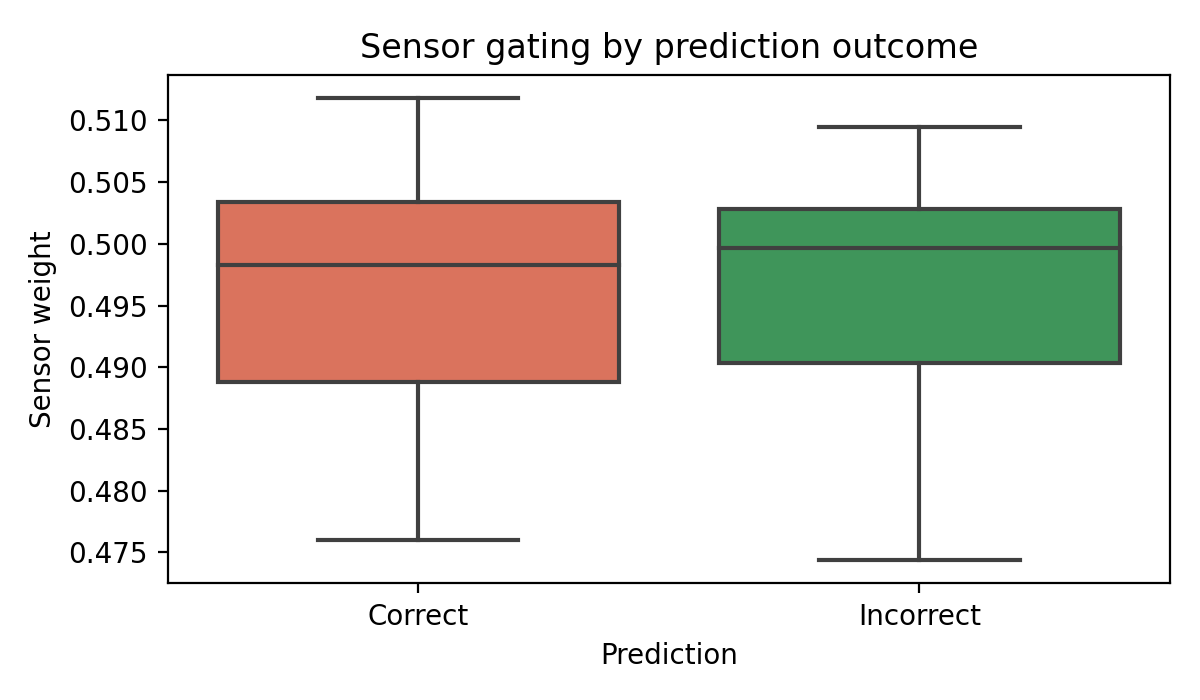 Sensor gating by prediction outcome
Sensor weight
0.510
0.505
0.500
0.495
0.490
0.485
0.480
0.475
Correct
Incorrect
Prediction